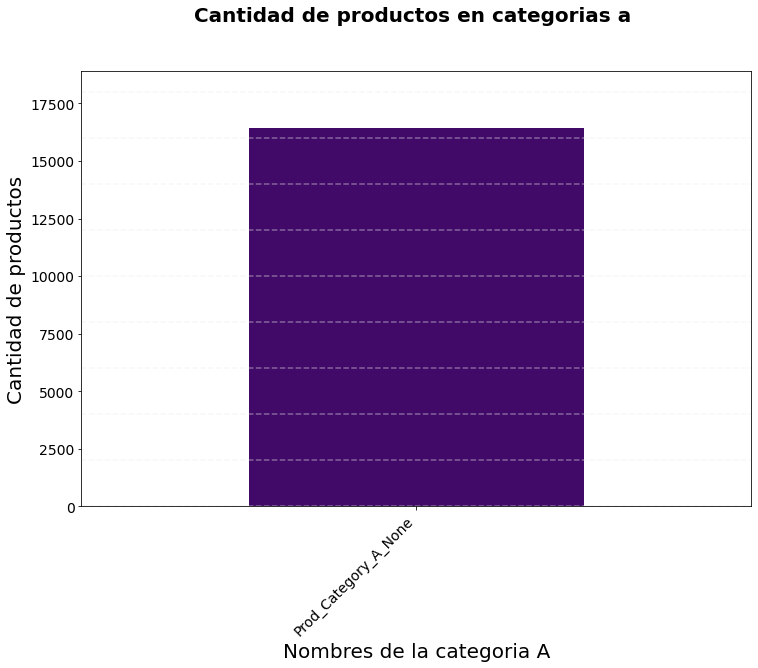 Cantidad de productos en categorias a
Cantidad de productos
17500
15000
12500
10000
7500
5000
2500
0
Prod_Category_A_None
Nombres de la categoria A